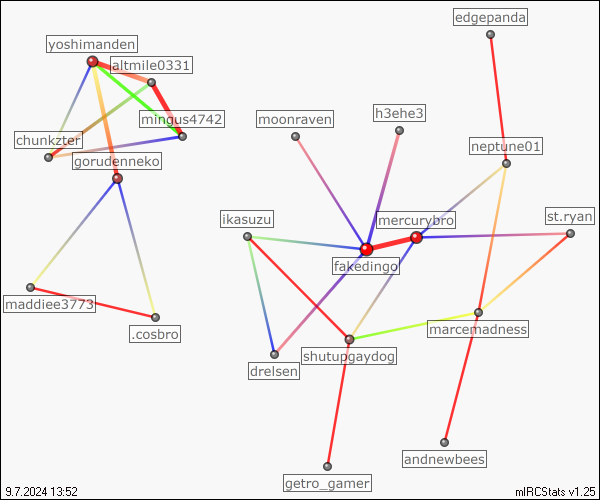 edgepanda
yoshimanden
altmile0331
h3ehe3
moonraven
mingus4742
chunkzter
neptune01
gorudenneko
ikasuzu
mercurybro
st.ryan
fakedingo
maddiee3773
.cosbro
marcemadness
shutupgaydog
drelsen
andnewbees
getro_gamer
9.7.2024 13:52
mIRCStats v1.25